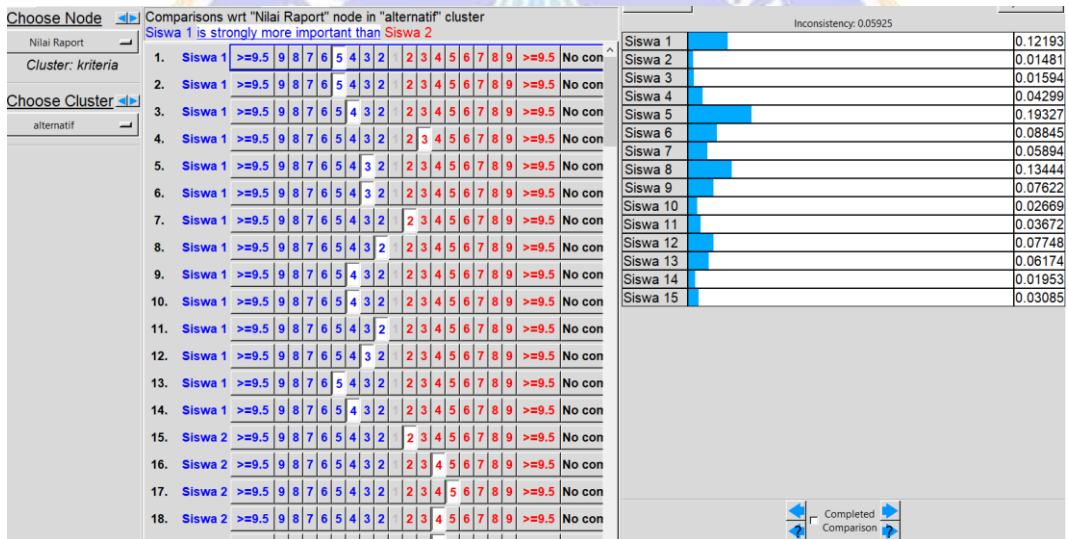 Choose Node
Nilai Raport
Cluster: kriteria
Choose Cluster
alternatif
Comparisons wrt "Nilai Raport" node in "alternatif" cluster
Siswa 1 is strongly more important than Siswa 2
1. Siswa 1 >=9.5 9 8 7 6 5 4 3 2 1 2 3 4 5 6 7 8 9 >=9.5 No con
2. Siswa 1 >=9.5 9 8 7 6 5 4 3 2 1 2 3 4 5 6 7 8 9 >=9.5 No con
3. Siswa 1 >=9.5 9 8 7 6 5 4 3 2 1 2 3 4 5 6 7 8 9 >=9.5 No con
4. Siswa 1 >=9.5 9 8 7 6 5 4 3 2 1 2 3 4 5 6 7 8 9 >=9.5 No con
5. Siswa 1 >=9.5 9 8 7 6 5 4 3 2 1 2 3 4 5 6 7 8 9 >=9.5 No con
6. Siswa 1 >=9.5 9 8 7 6 5 4 3 2 1 2 3 4 5 6 7 8 9 >=9.5 No con
7. Siswa 1 >=9.5 9 8 7 6 5 4 3 2 1 2 3 4 5 6 7 8 9 >=9.5 No con
8. Siswa 1 >=9.5 9 8 7 6 5 4 3 2 1 2 3 4 5 6 7 8 9 >=9.5 No con
9. Siswa 1 >=9.5 9 8 7 6 5 4 3 2 1 2 3 4 5 6 7 8 9 >=9.5 No con
10. Siswa 1 >=9.5 9 8 7 6 5 4 3 2 1 2 3 4 5 6 7 8 9 >=9.5 No con
11. Siswa 1 >=9.5 9 8 7 6 5 4 3 2 1 2 3 4 5 6 7 8 9 >=9.5 No con
12. Siswa 1 >=9.5 9 8 7 6 5 4 3 2 1 2 3 4 5 6 7 8 9 >=9.5 No con
13. Siswa 1 >=9.5 9 8 7 6 5 4 3 2 1 2 3 4 5 6 7 8 9 >=9.5 No con
14. Siswa 1 >=9.5 9 8 7 6 5 4 3 2 1 2 3 4 5 6 7 8 9 >=9.5 No con
15. Siswa 2 >=9.5 9 8 7 6 5 4 3 2 1 2 3 4 5 6 7 8 9 >=9.5 No con
16. Siswa 2 >=9.5 9 8 7 6 5 4 3 2 1 2 3 4 5 6 7 8 9 >=9.5 No con
17. Siswa 2 >=9.5 9 8 7 6 5 4 3 2 1 2 3 4 5 6 7 8 9 >=9.5 No con
18. Siswa 2 >=9.5 9 8 7 6 5 4 3 2 1 2 3 4 5 6 7 8 9 >=9.5 No con
Inconsistency: 0.05925
Siswa 1 0.12193
Siswa 2 0.01481
Siswa 3 0.01594
Siswa 4 0.04299
Siswa 5 0.19327
Siswa 6 0.08845
Siswa 7 0.05894
Siswa 8 0.13444
Siswa 9 0.07622
Siswa 10 0.02669
Siswa 11 0.03672
Siswa 12 0.07748
Siswa 13 0.06174
Siswa 14 0.01953
Siswa 15 0.03085
Completed
Comparison